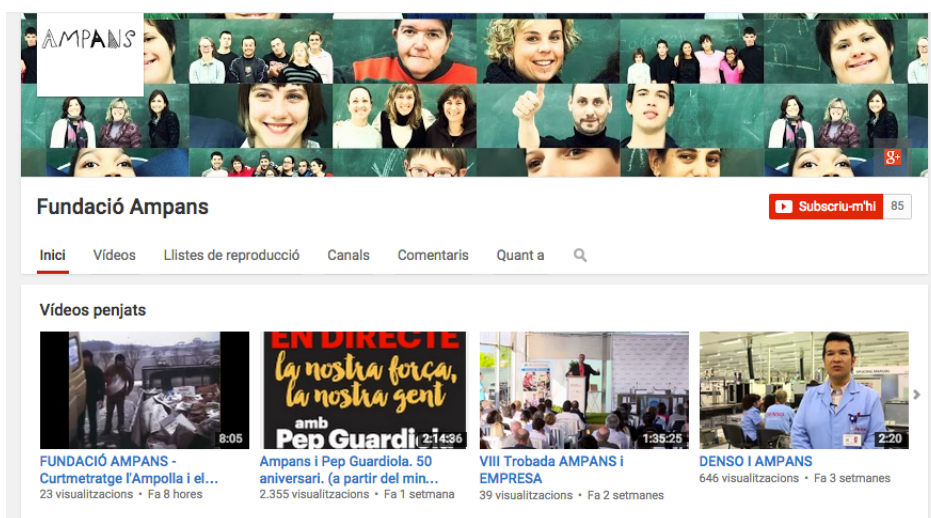 AMPANS
g+
Fundació Ampans
Subscriu-m'hi 85
Inici Vídeos Llistes de reproducció Canals Comentaris Quant a
Vídeos penjats
8:05
EN DIRECTE
la nostra força,
la nostra gent
amb
Pep Guardiola
2:14:36
1:35:25
2:20
FUNDACIÓ AMPANS -
Curtmetratge l'Ampolla i el...
23 visualitzacions • Fa 8 hores
Ampans i Pep Guardiola. 50
aniversari. (a partir del min...
2.355 visualitzacions • Fa 1 setmana
VIII Trobada AMPANS i
EMPRESA
39 visualitzacions • Fa 2 setmanes
DENSO I AMPANS
646 visualitzacions • Fa 3 setmanes